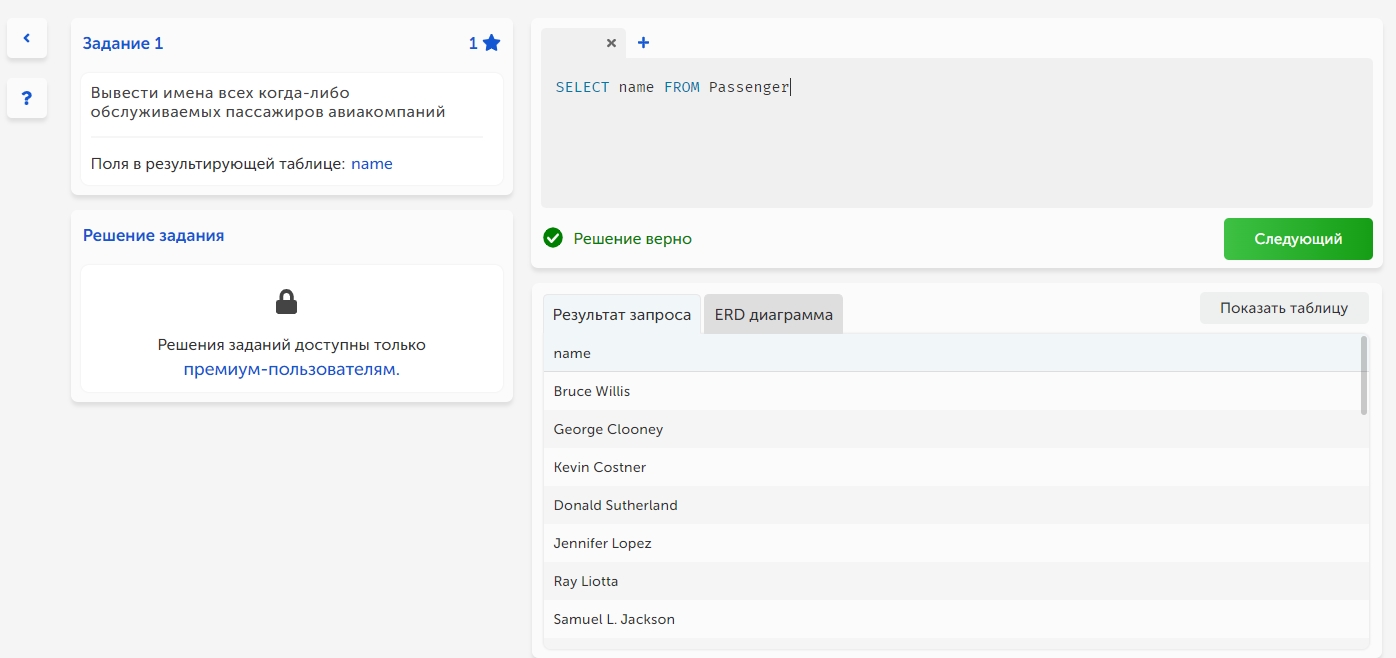 Задание 1
1
?
Вывести имена всех когда-либо
обслуживаемых пассажиров авиакомпаний
Поля в результирующей таблице: name
Решение задания
Решения заданий доступны только
премиум-пользователям.
SELECT name FROM Passenger
Решение верно
Следующий
Результат запроса
ERD диаграмма
Показать таблицу
name
Bruce Willis
George Clooney
Kevin Costner
Donald Sutherland
Jennifer Lopez
Ray Liotta
Samuel L. Jackson